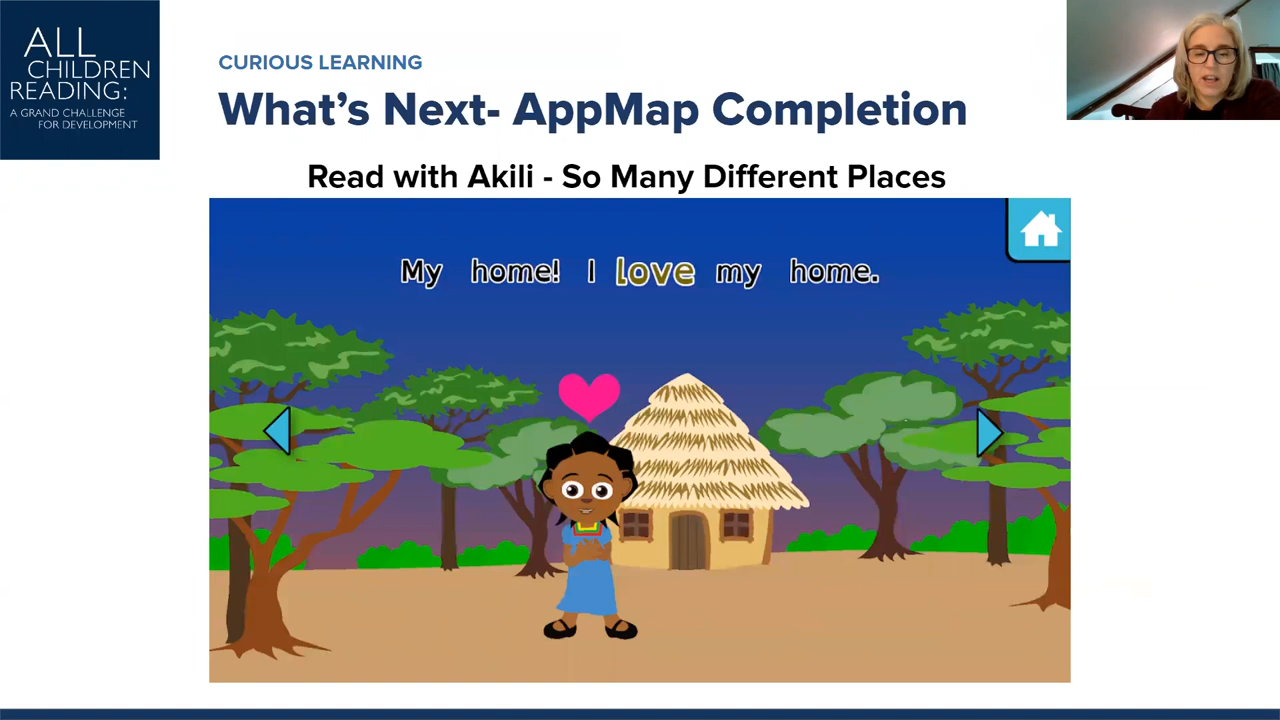 ALL
CHILDREN
READING:
A GRAND CHALLENGE
FOR DEVELOPMENT
CURIOUS LEARNING
What's Next- AppMap Completion
Read with Akili - So Many Different Places
My home! I love my home.